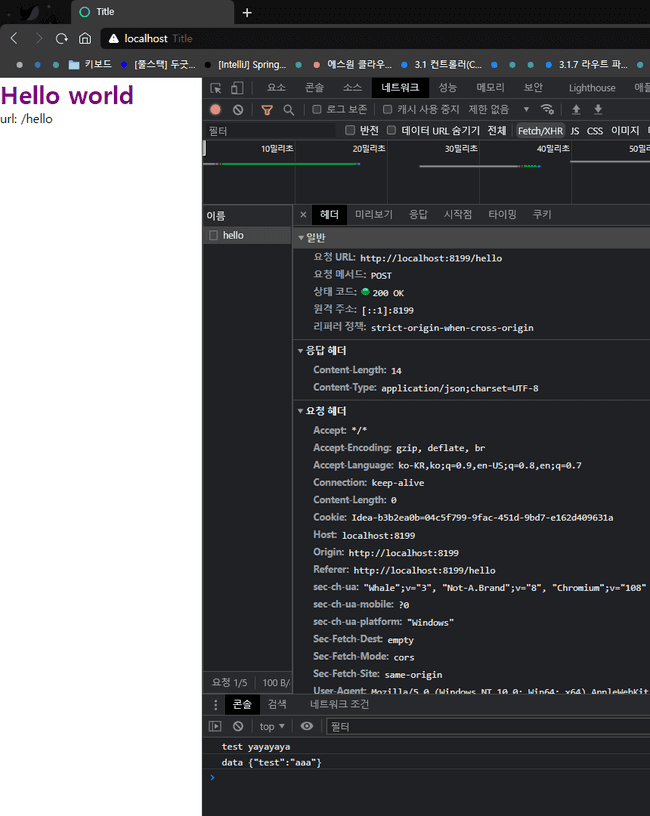 Title
localhost Title
키보드 [풀스택] 두긋... [IntelliJ] Spring... 에스원 클라우... 3.1 컨트롤러(C... 3.1.7 라우트 파...
Hello world
url: /hello
요소 콘솔 소스 네트워크 성능 메모리 보안 Lighthouse 애플
로그 보존 캐시 사용 중지 제한 없음
필터 반전 데이터 URL 숨기기 전체 Fetch/XHR JS CSS 이미지
10밀리초 20밀리초 30밀리초 40밀리초 50밀리
이름
hello
헤더 미리보기 응답 시작점 타이밍 쿠키
일반
요청 URL: http://localhost:8199/hello
요청 메서드: POST
상태 코드: 200 OK
원격 주소: [::1]:8199
리퍼러 정책: strict-origin-when-cross-origin
응답 헤더
Content-Length: 14
Content-Type: application/json;charset=UTF-8
요청 헤더
Accept: */*
Accept-Encoding: gzip, deflate, br
Accept-Language: ko-KR,ko;q=0.9,en-US;q=0.8,en;q=0.7
Connection: keep-alive
Content-Length: 0
Cookie: Idea-b3b2ea0b=04c5f799-9fac-451d-9bd7-e162d409631a
Host: localhost:8199
Origin: http://localhost:8199
Referer: http://localhost:8199/hello
sec-ch-ua: "Whale";v="3", "Not-A.Brand";v="8", "Chromium";v="108"
sec-ch-ua-mobile: ?0
sec-ch-ua-platform: "Windows"
Sec-Fetch-Dest: empty
Sec-Fetch-Mode: cors
Sec-Fetch-Site: same-origin
User-Agent: Mozilla/5.0 (Windows NT 10.0; Win64; x64) AppleWebKit
요청 1/5 100 B/
콘솔 검색 네트워크 조건
top 필터
test yayayaya
data {"test":"aaa"}